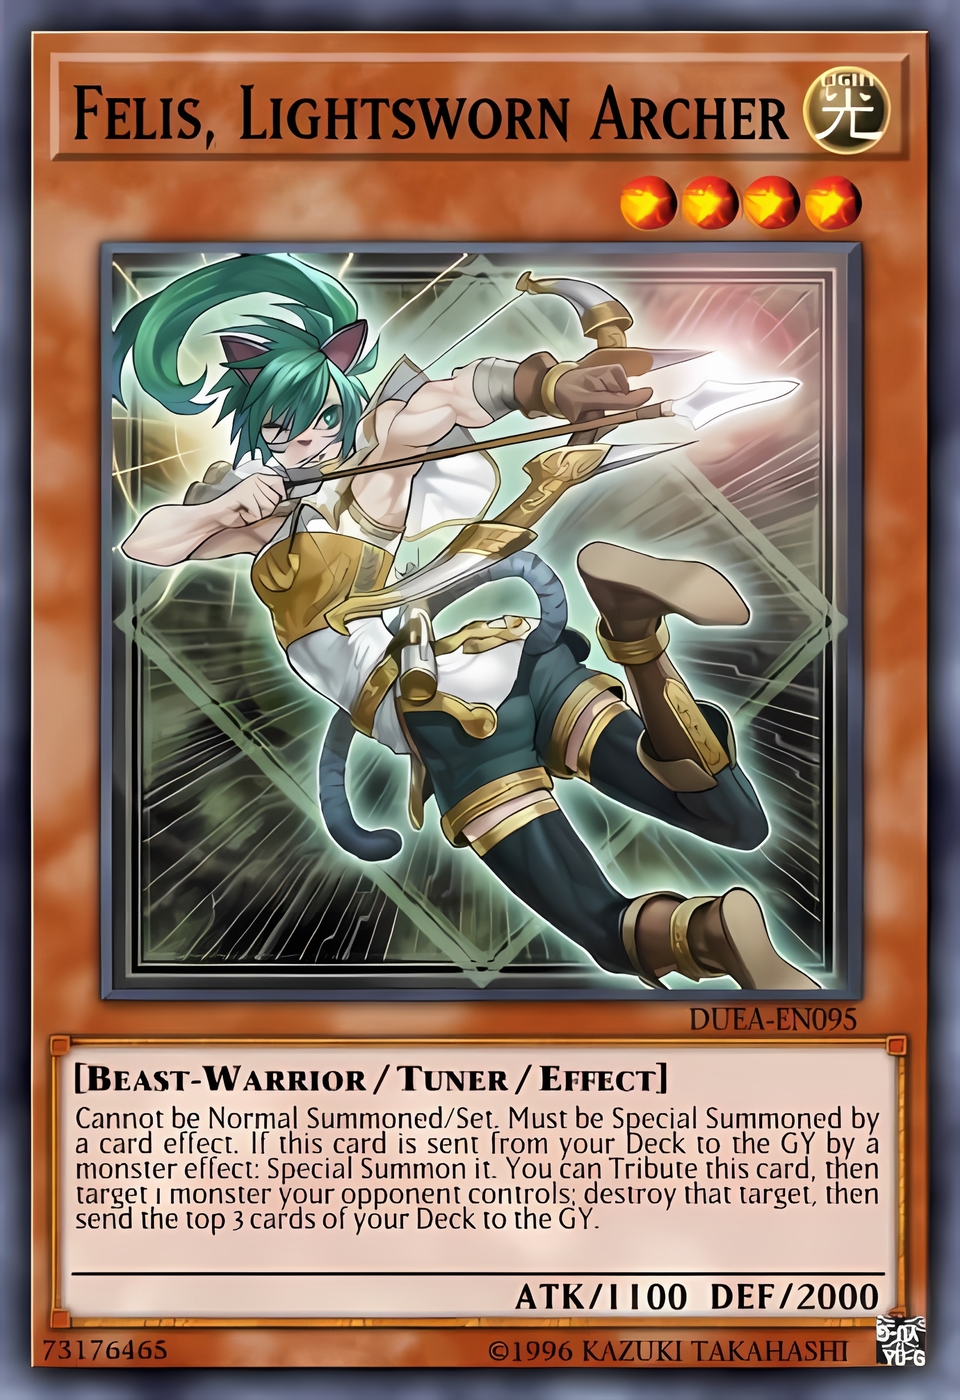 FELIS, LIGHTSWORN ARCHER
光
DUEA-EN095
[BEAST-WARRIOR / TUNER / EFFECT]
Cannot be Normal Summoned/Set. Must be Special Summoned by
a card effect. If this card is sent from your Deck to the GY by a
monster effect: Special Summon it. You can Tribute this card, then
target 1 monster your opponent controls; destroy that target, then
send the top 3 cards of your Deck to the GY.
ATK/1100 DEF/2000
73176465
©1996 KAZUKI TAKAHASHI